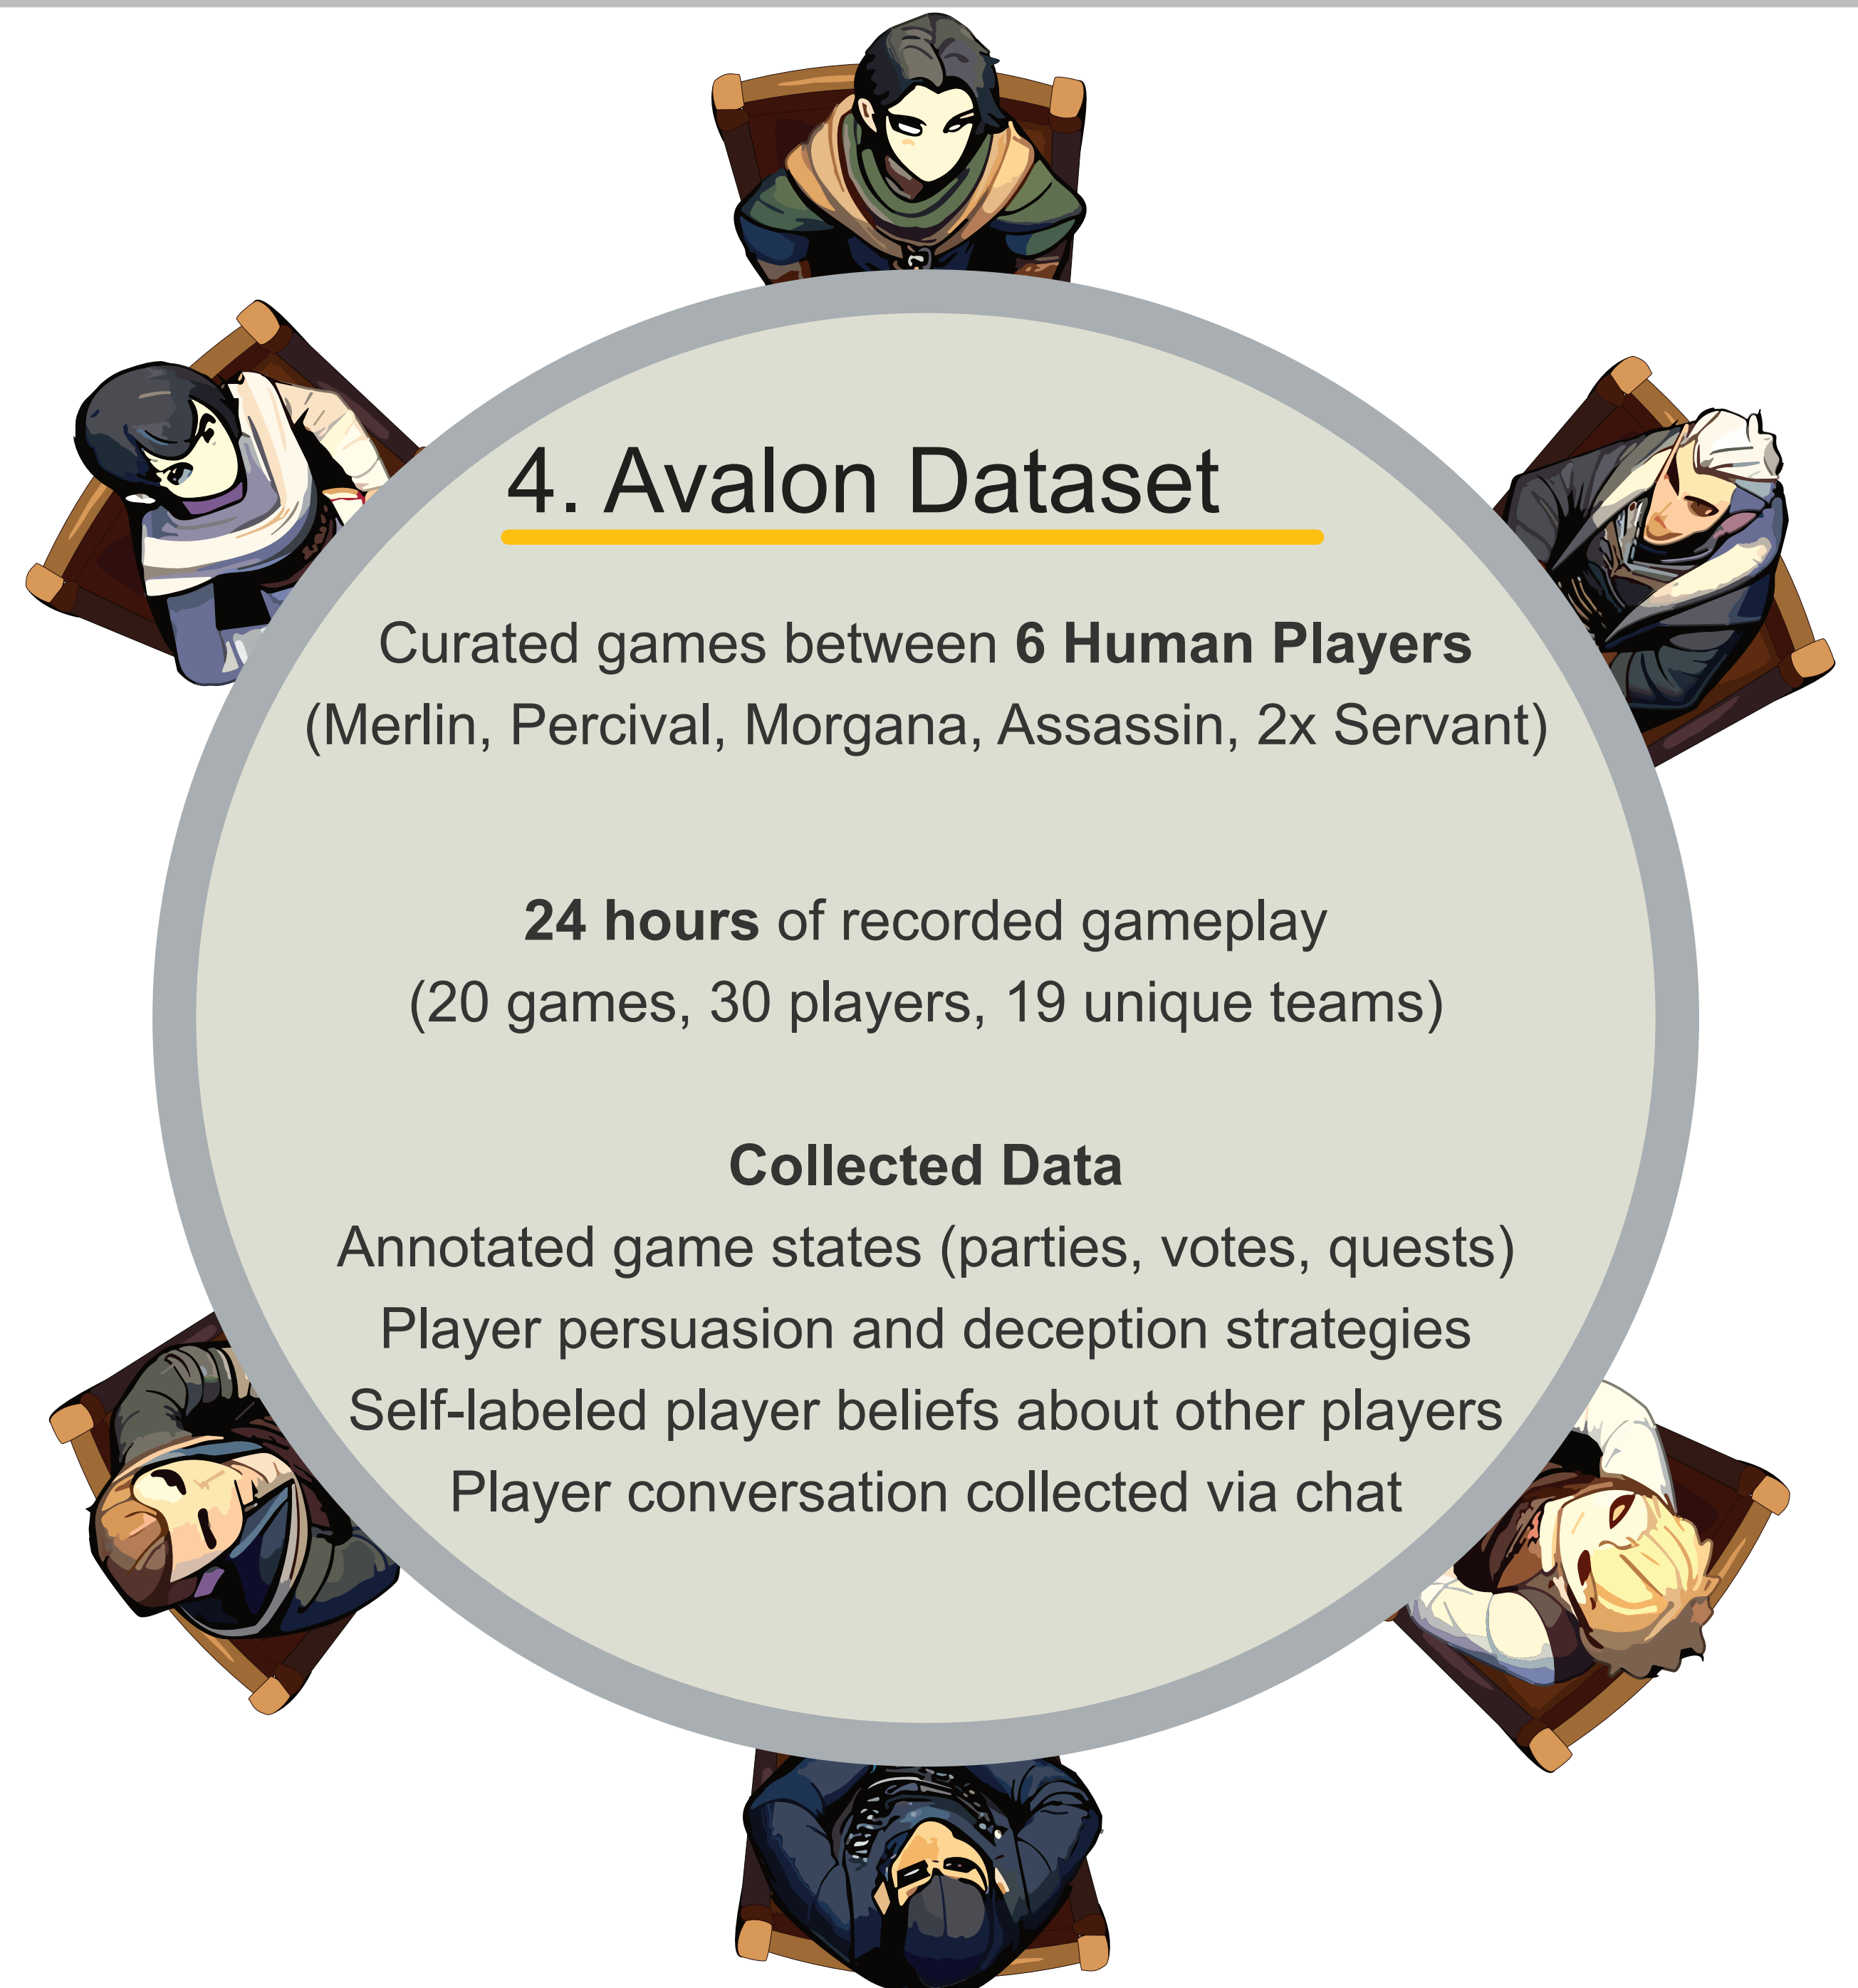 4. Avalon Dataset
Curated games between 6 Human Players
(Merlin, Percival, Morgana, Assassin, 2x Servant)
24 hours of recorded gameplay
(20 games, 30 players, 19 unique teams)
Collected Data
Annotated game states (parties, votes, quests)
Player persuasion and deception strategies
Self-labeled player beliefs about other players
Player conversation collected via chat